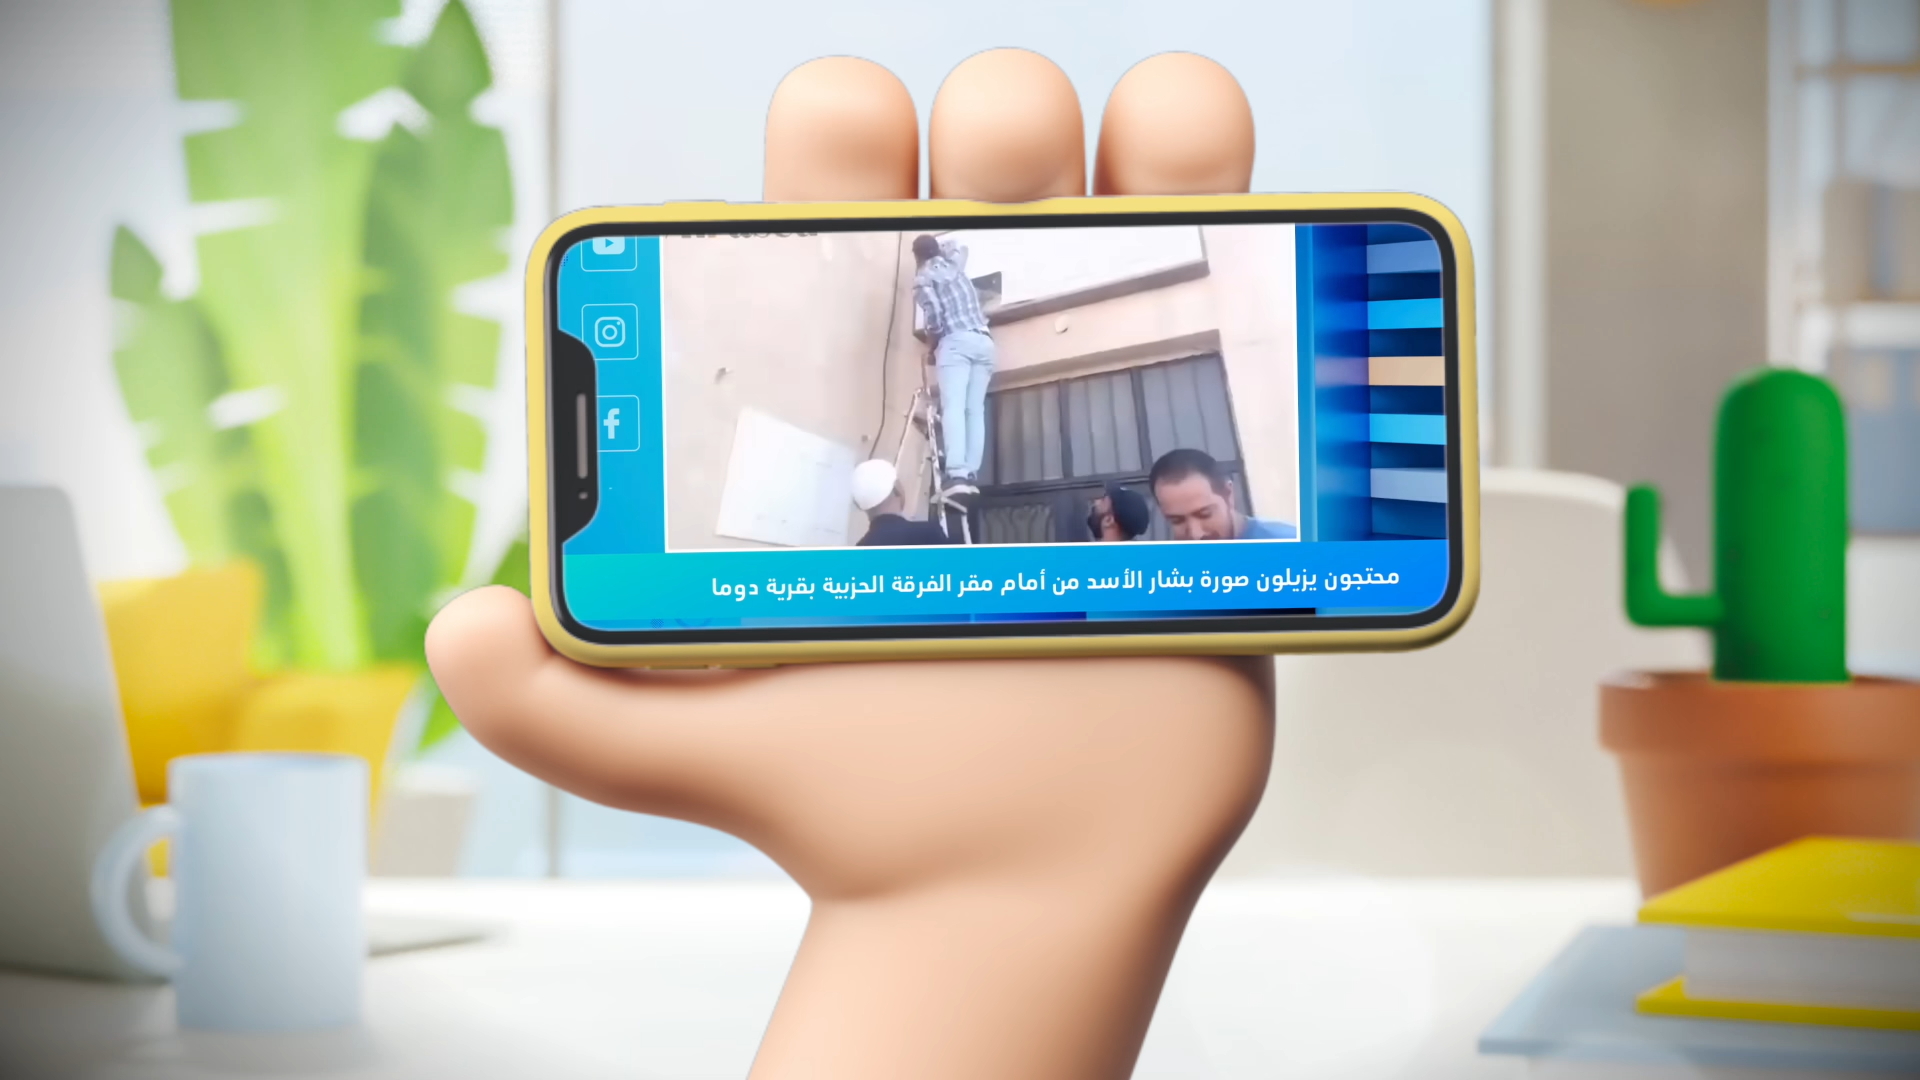 محتجون يزيلون صورة بشار الأسد من أمام مقر الفرقة الحزبية بقرية دوما